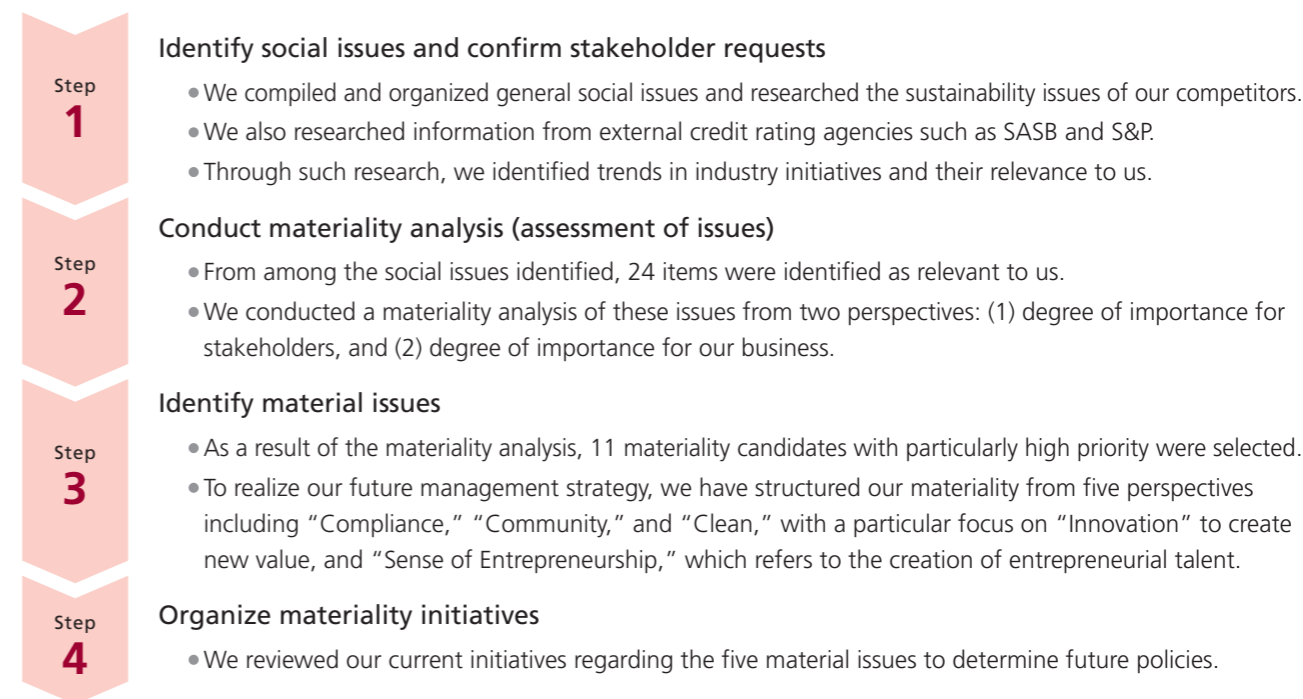 Step
1
Identify social issues and confirm stakeholder requests
• We compiled and organized general social issues and researched the sustainability issues of our competitors.
• We also researched information from external credit rating agencies such as SASB and S&P.
• Through such research, we identified trends in industry initiatives and their relevance to us.
Step
2
Conduct materiality analysis (assessment of issues)
• From among the social issues identified, 24 items were identified as relevant to us.
• We conducted a materiality analysis of these issues from two perspectives: (1) degree of importance for
stakeholders, and (2) degree of importance for our business.
Step
3
Identify material issues
• As a result of the materiality analysis, 11 materiality candidates with particularly high priority were selected.
• To realize our future management strategy, we have structured our materiality from five perspectives
including “Compliance,” “Community,” and “Clean,” with a particular focus on “Innovation” to create
new value, and “Sense of Entrepreneurship,” which refers to the creation of entrepreneurial talent.
Step
4
Organize materiality initiatives
• We reviewed our current initiatives regarding the five material issues to determine future policies.